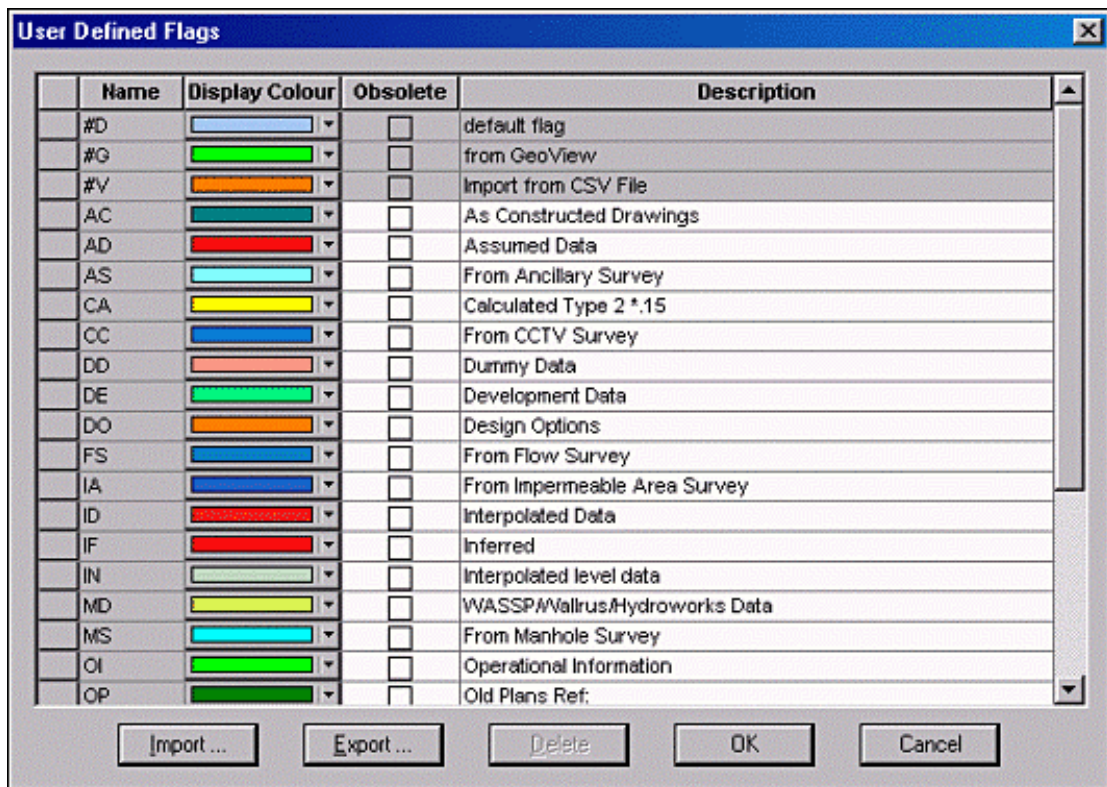 User Defined Flags
Name Display Colour Obsolete Description
#D default flag
#G from GeoView
#V Import from CSV File
AC As Constructed Drawings
AD Assumed Data
AS From Ancillary Survey
CA Calculated Type 2 *.15
CC From CCTV Survey
DD Dummy Data
DE Development Data
DO Design Options
FS From Flow Survey
IA From Impermeable Area Survey
ID Interpolated Data
IF Inferred
IN Interpolated level data
MD WASSP/Wallrus/Hydroworks Data
MS From Manhole Survey
OI Operational Information
OP Old Plans Ref:
Import ... Export ... Delete OK Cancel